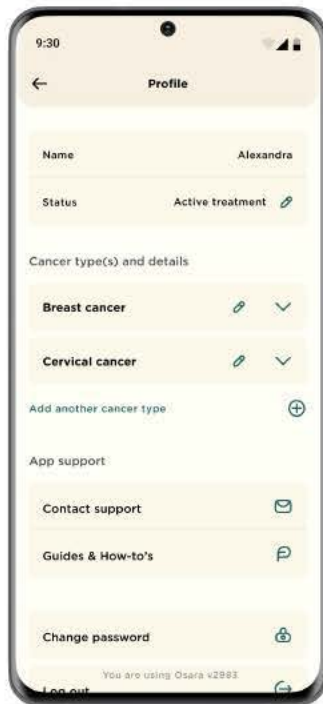 9:30
Profile
Name Alexandra
Status Active treatment
Cancer type(s) and details
Breast cancer
Cervical cancer
Add another cancer type
App support
Contact support
Guides & How-to's
Change password
You are using Osara v2983
Log out